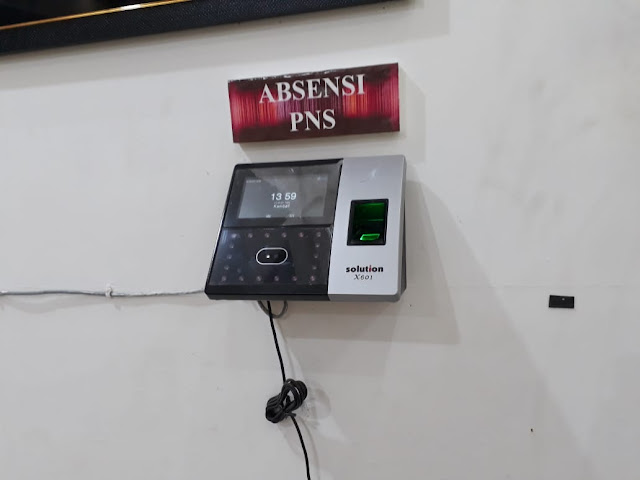 ABSENSI
PNS
13 59
solution
X601